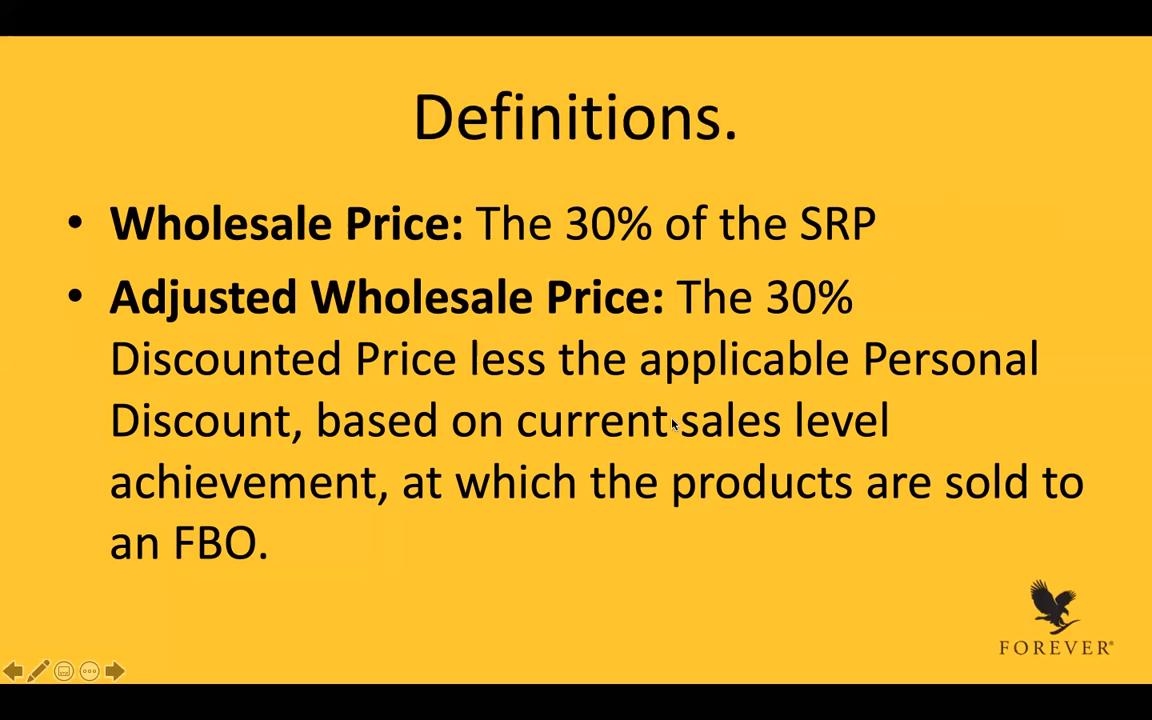 Definitions.
• Wholesale Price: The 30% of the SRP
• Adjusted Wholesale Price: The 30%
Discounted Price less the applicable Personal
Discount, based on current sales level
achievement, at which the products are sold to
an FBO.
FOREVER®